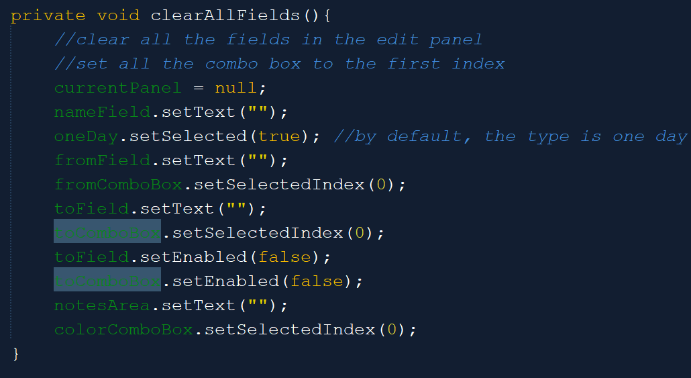 private void clearAllFields(){
//clear all the fields in the edit panel
//set all the combo box to the first index
currentPanel = null;
nameField.setText("");
oneDay.setSelected(true); //by default, the type is one day
fromField.setText("");
fromComboBox.setSelectedIndex(0);
toField.setText("");
toComboBox.setSelectedIndex(0);
toField.setEnabled(false);
toComboBox.setEnabled(false);
notesArea.setText("");
colorComboBox.setSelectedIndex(0);
}